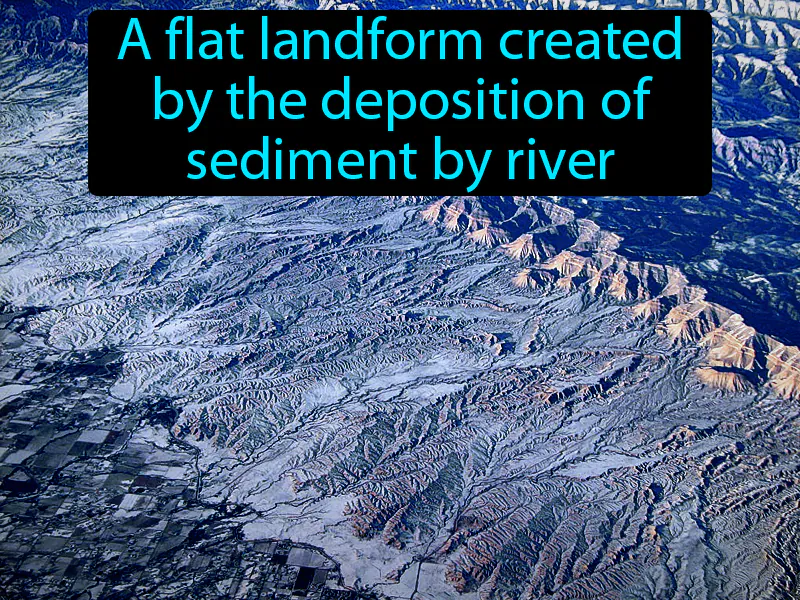 A flat landform created
by the deposition of
sediment by river